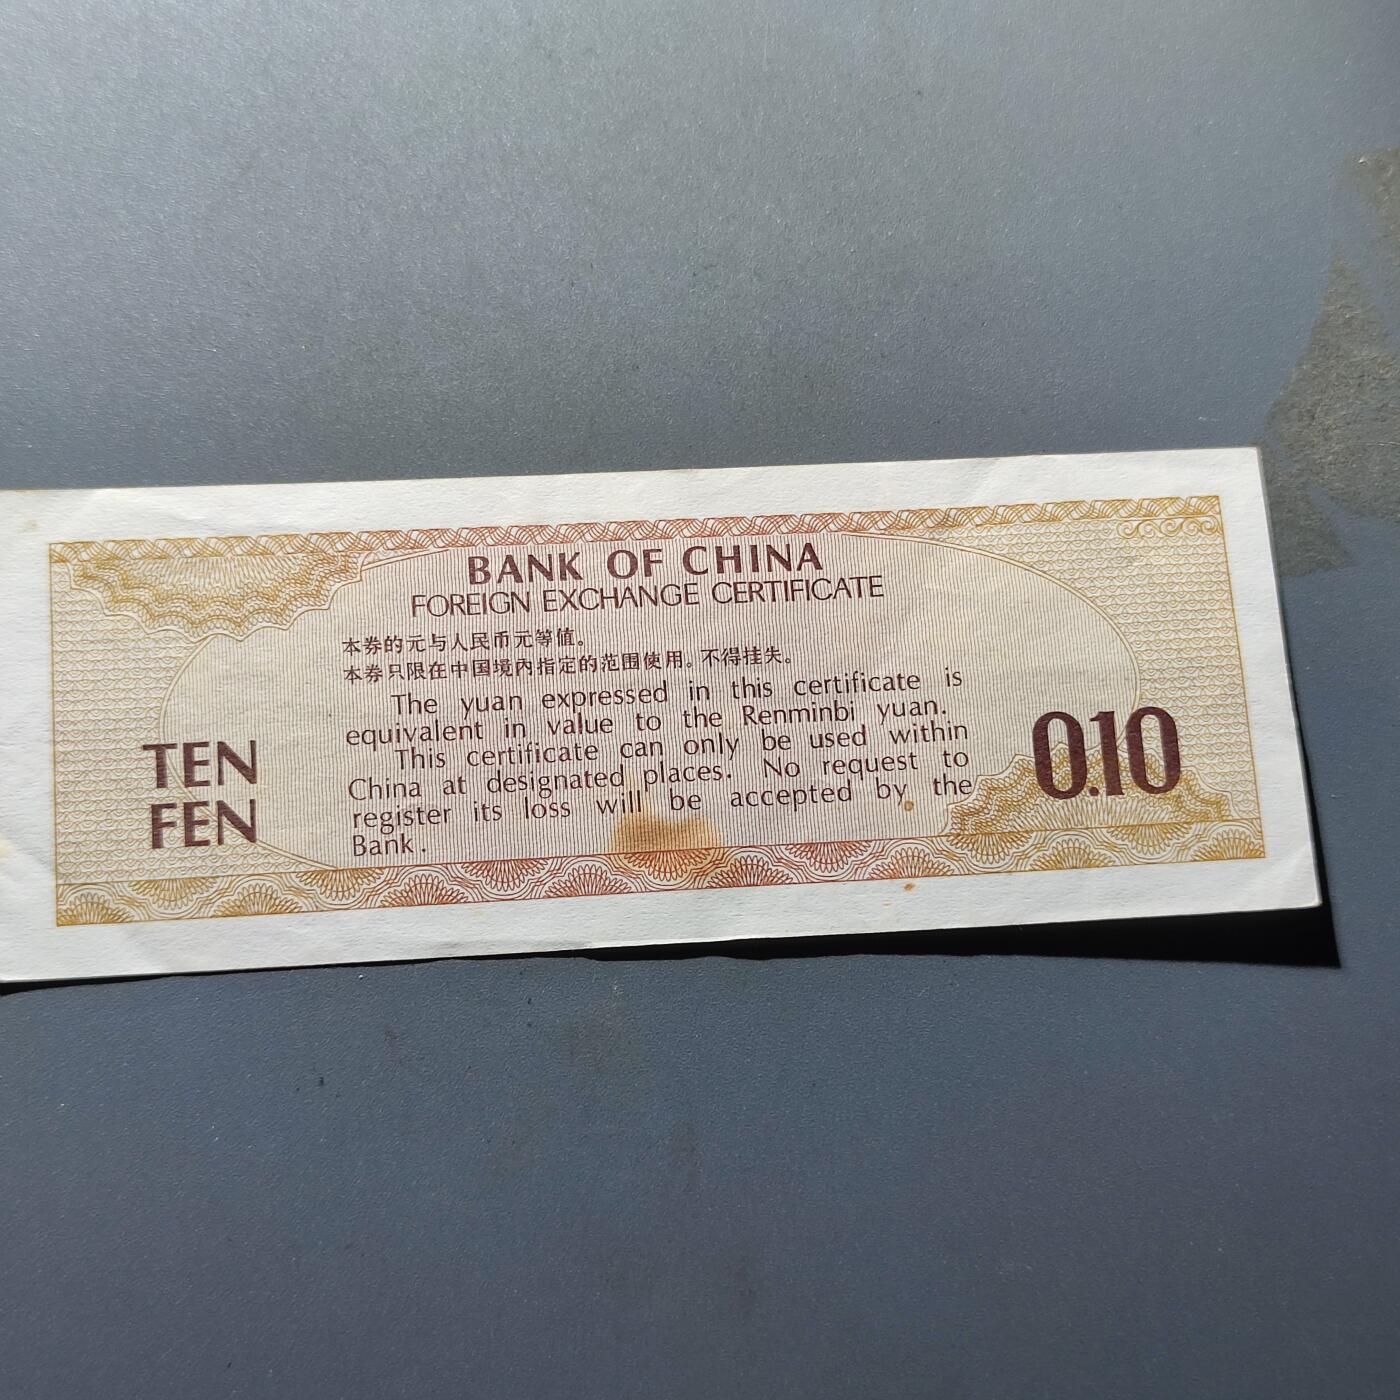 BANK OF CHINA
FOREIGN EXCHANGE CERTIFICATE
本券的元与人民币元等值。
本券只限在中国境内指定的范围使用。不得挂失。
The yuan expressed in this certificate is
equivalent in value to the Renminbi yuan.
This certificate can only be used within
China at designated places. No request to
register its loss will be accepted by the
Bank.
TEN
FEN
0.10